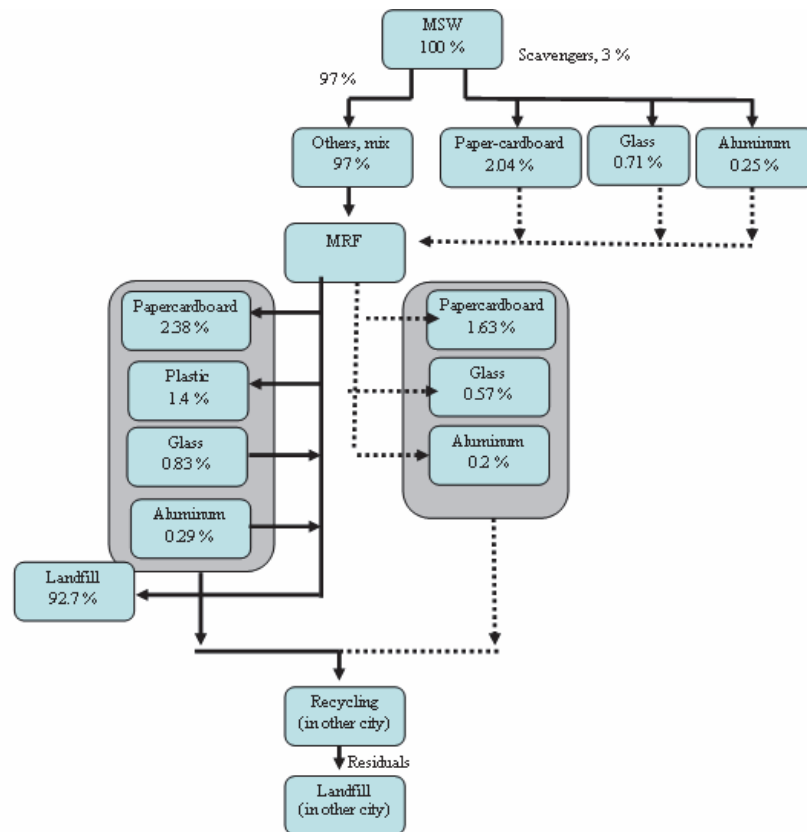 MSW
100 %
Scavengers, 3 %
97 %
Others, mix
97 %
Paper-cardboard
2.04 %
Glass
0.71 %
Aluminum
0.25 %
MRF
Papercardboard
2.38 %
Plastic
1.4 %
Glass
0.83 %
Aluminum
0.29 %
Papercardboard
1.63 %
Glass
0.57 %
Aluminum
0.2 %
Landfill
92.7%
Recycling
(in other city)
Residuals
Landfill
(in other city)